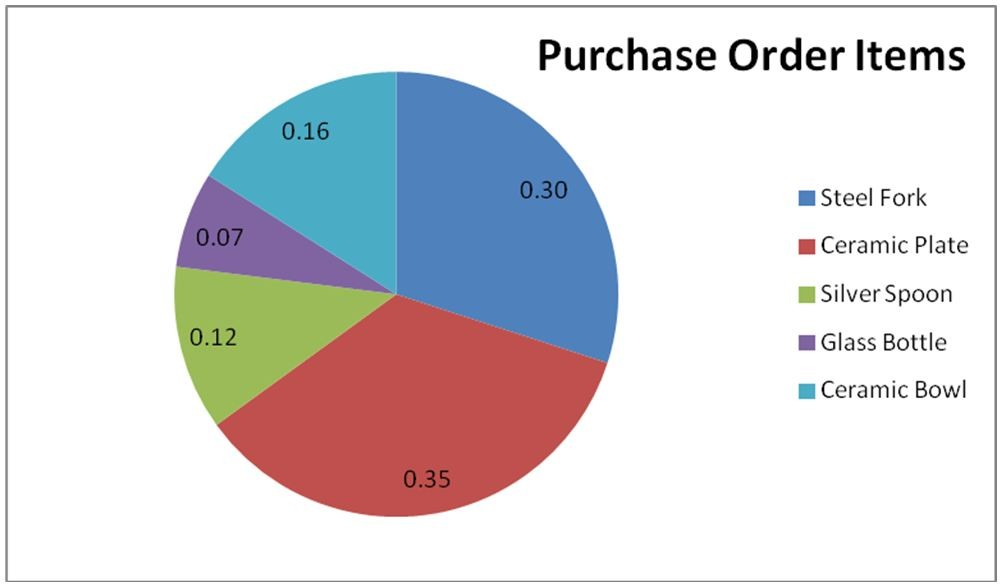 Purchase Order Items
0.16
0.30
0.07
0.12
0.35
Steel Fork
Ceramic Plate
Silver Spoon
Glass Bottle
Ceramic Bowl